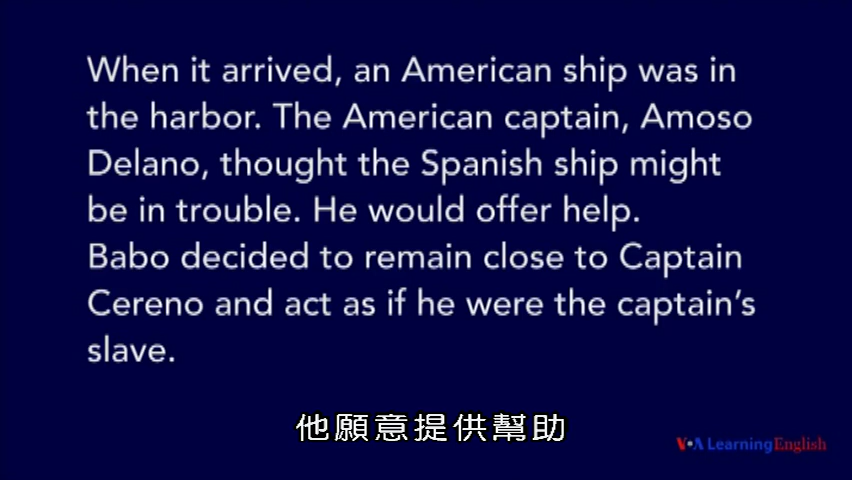 When it arrived, an American ship was in
the harbor. The American captain, Amoso
Delano, thought the Spanish ship might
be in trouble. He would offer help.
Babo decided to remain close to Captain
Cereno and act as if he were the captain’s
slave.
他願意提供幫助
VOA Learning English